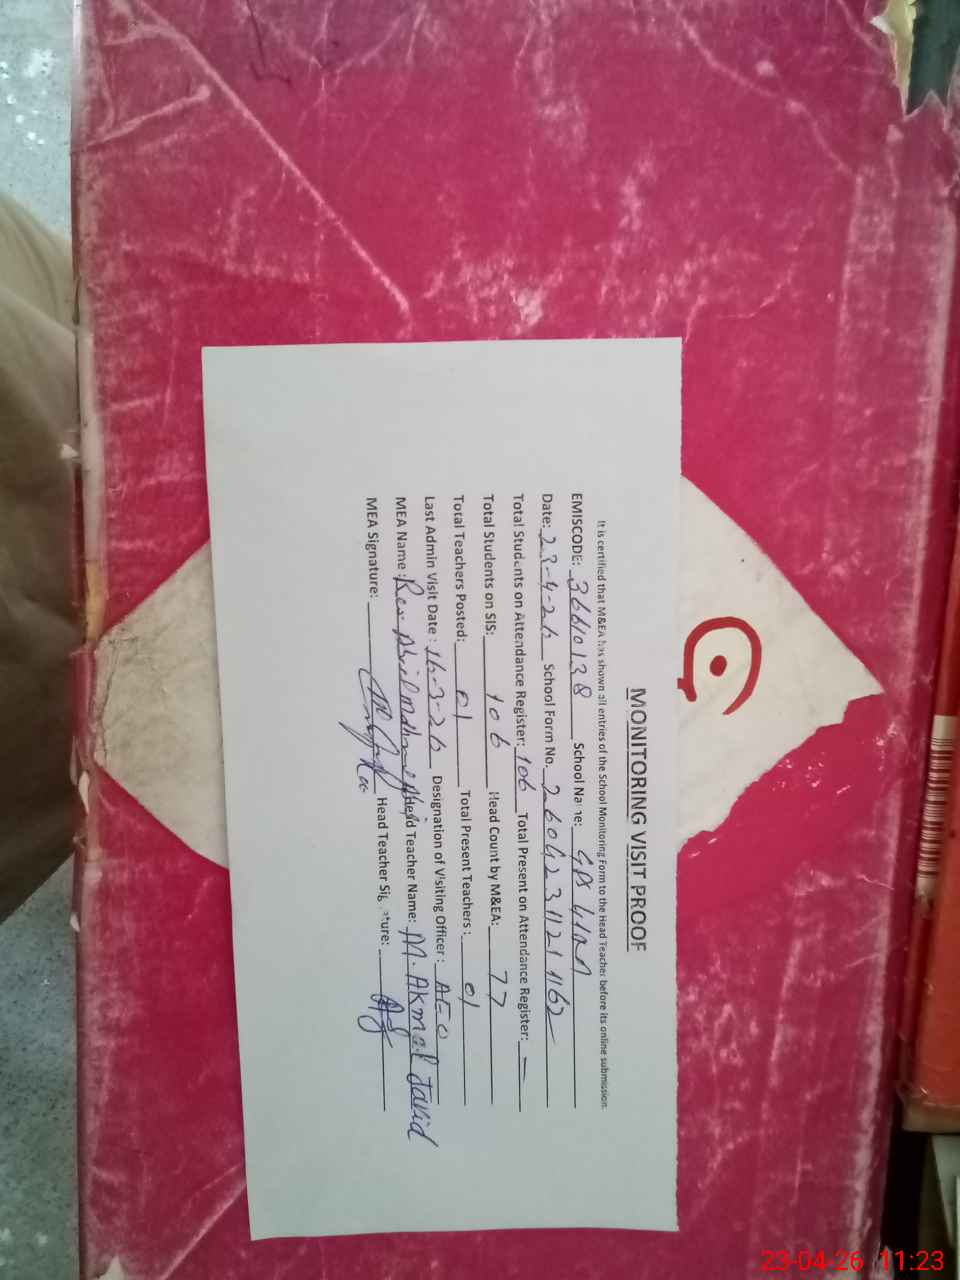 MONITORING VISIT PROOF
It is certified that M&EA has shown all entries of the School Monitoring Form to the Head Teacher before its online submission.
EMISCODE: 36610138 School Name: GPS
Date: 23-4-26 School Form No. 2604231121162
Total Students on Attendance Register: 106 Total Present on Attendance Register: -
Total Students on SIS: 106 Head Count by M&EA: 77
Total Teachers Posted: 01 Total Present Teachers: 01
Last Admin Visit Date: 16-3-26 Designation of Visiting Officer: AEO
MEA Name: Head Teacher Name: M. Akmal Javid
MEA Signature: Head Teacher Signature:
23-04-26 11:23